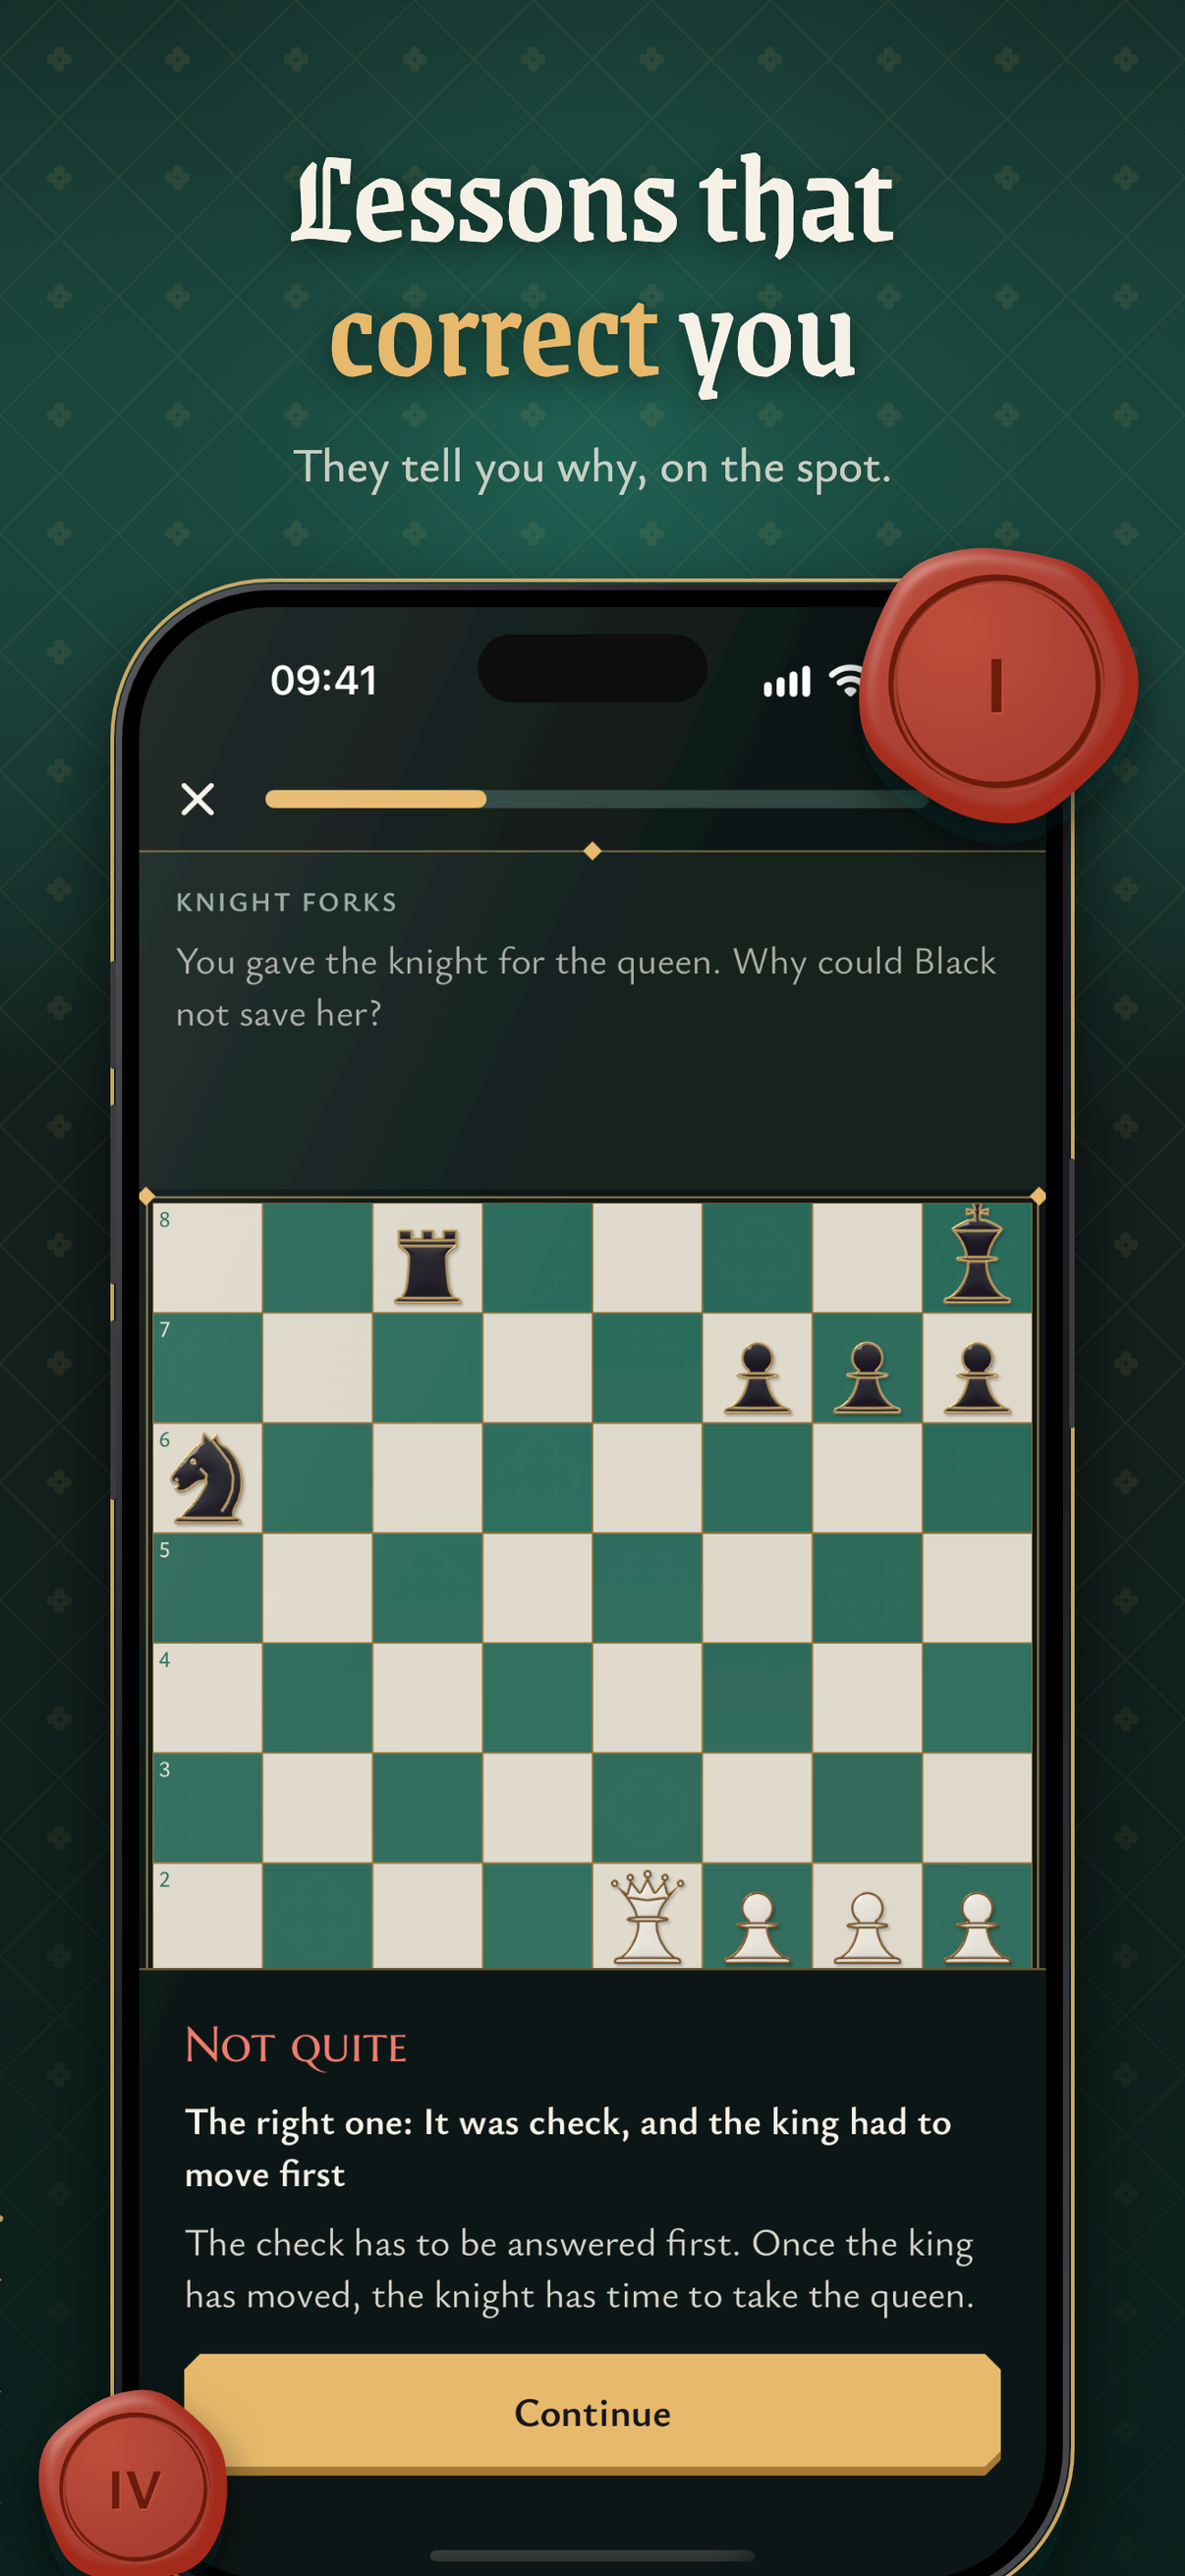 Lessons that
correct you
They tell you why, on the spot.
I
09:41
KNIGHT FORKS
You gave the knight for the queen. Why could Black
not save her?
8
7
6
5
4
3
2
NOT QUITE
The right one: It was check, and the king had to
move first
The check has to be answered first. Once the king
has moved, the knight has time to take the queen.
Continue
IV